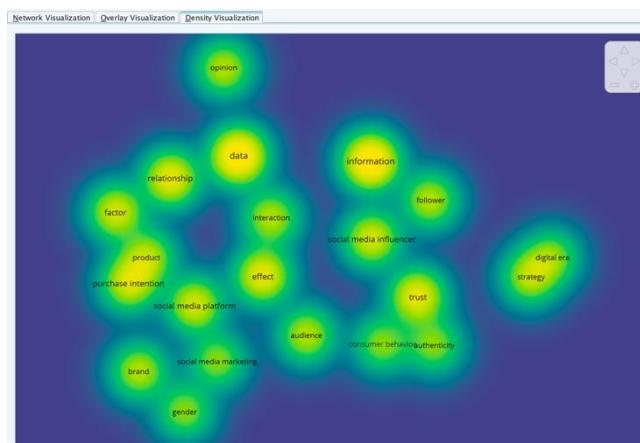 Network Visualization Overlay Visualization Density Visualization
opinion
data
information
relationship
follower
factor
interaction
social media influencer
product
digital era
purchase intention
effect
strategy
social media platform
trust
audience
consumer behavior
authenticity
social media marketing
brand
gender